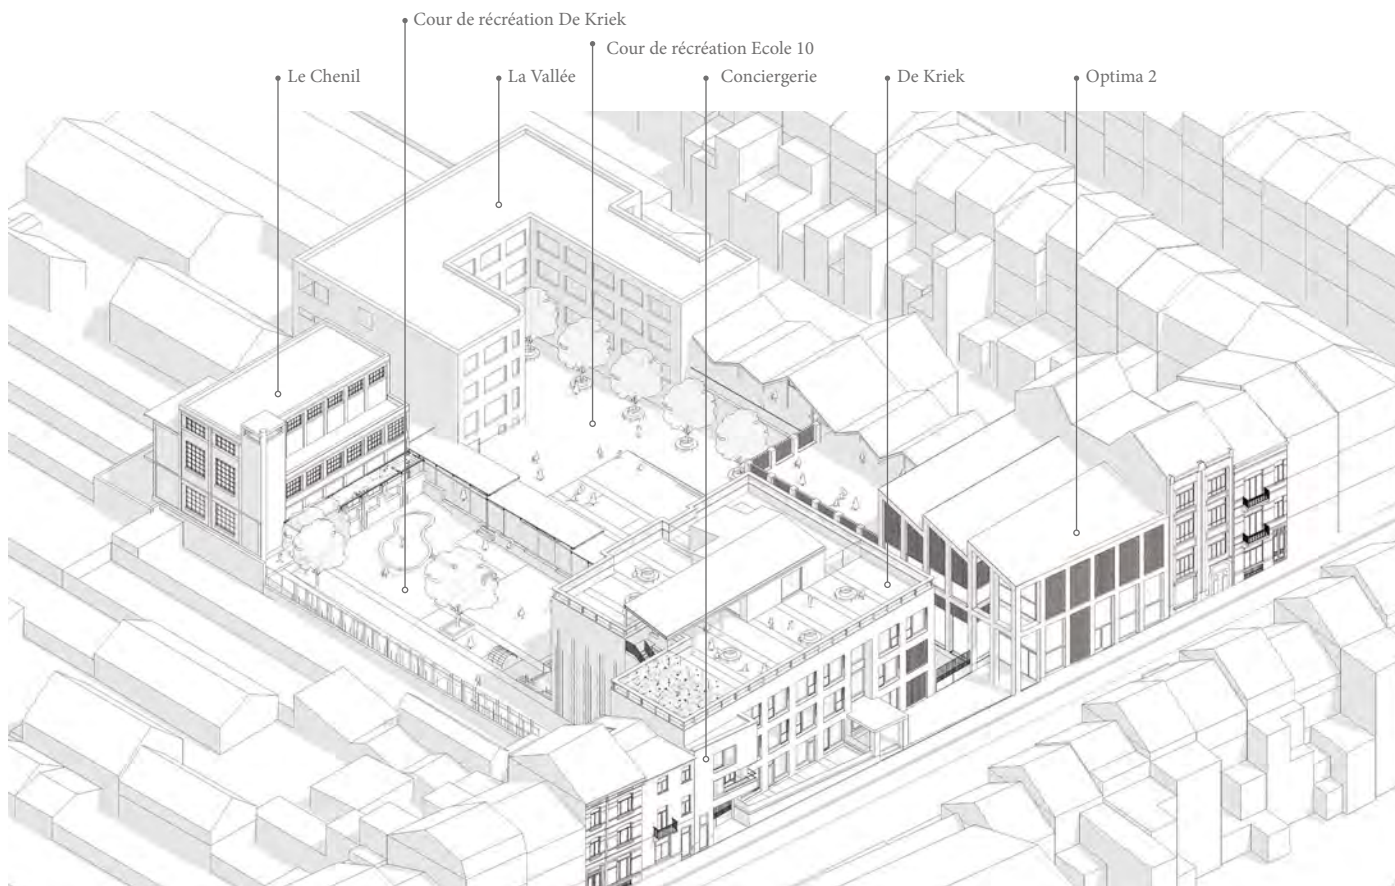 Cour de récréation De Kriek
Cour de récréation Ecole 10
Le Chenil
La Vallée
Conciergerie
De Kriek
Optima 2